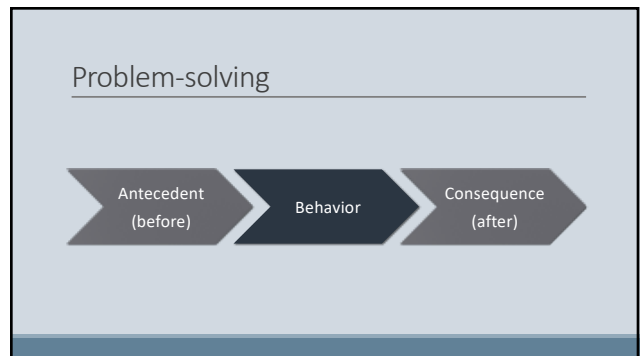 Problem-solving
Antecedent
(before)
Behavior
Consequence
(after)